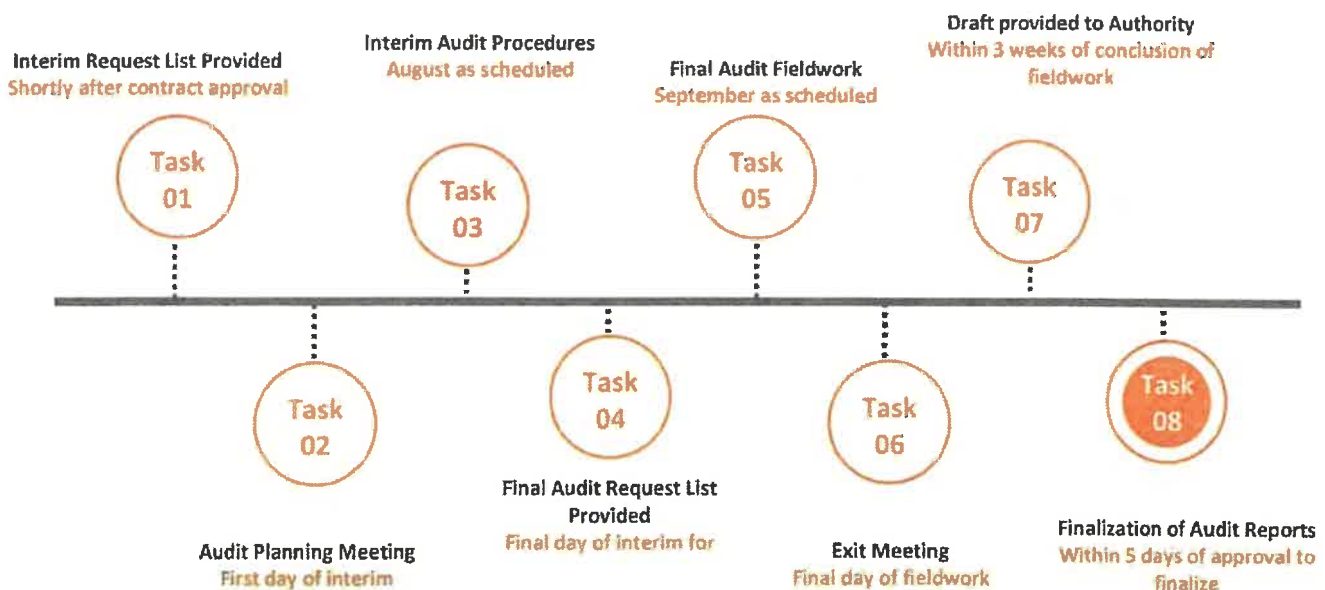 Interim Request List Provided
Shortly after contract approval
Task
01
Audit Planning Meeting
First day of interim
Task
02
Interim Audit Procedures
August as scheduled
Task
03
Final Audit Request List
Provided
Final day of interim for
Task
04
Final Audit Fieldwork
September as scheduled
Task
05
Exit Meeting
Final day of fieldwork
Task
06
Draft provided to Authority
Within 3 weeks of conclusion of
fieldwork
Task
07
Finalization of Audit Reports
Within 5 days of approval to
finalize
Task
08